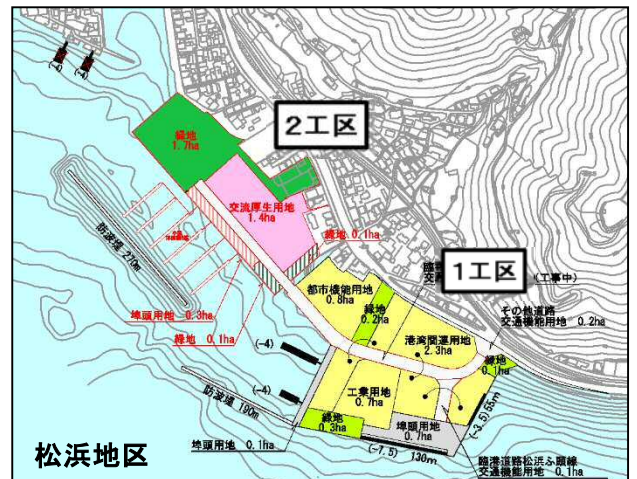 (-4)
(-4)
緑地
1.7ha
2工区
交流厚生用地
1.4ha
防波堤 270m
緑地 0.1ha
1工区
(工事中)
都市機能用地
0.8ha
緑地
0.2ha
その他道路
交通機能用地 0.2ha
埠頭用地 0.3ha
緑地 0.1ha
港湾関連用地
2.3ha
緑地
0.1ha
(-4)
(-4)
防波堤 190m
工業用地
0.7ha
緑地
0.3ha
埠頭用地
0.7ha
(-3.5) 65m
埠頭用地 0.1ha
(-7.5) 130m
臨港道路松浜ふ頭線
交通機能用地 0.1ha
松浜地区